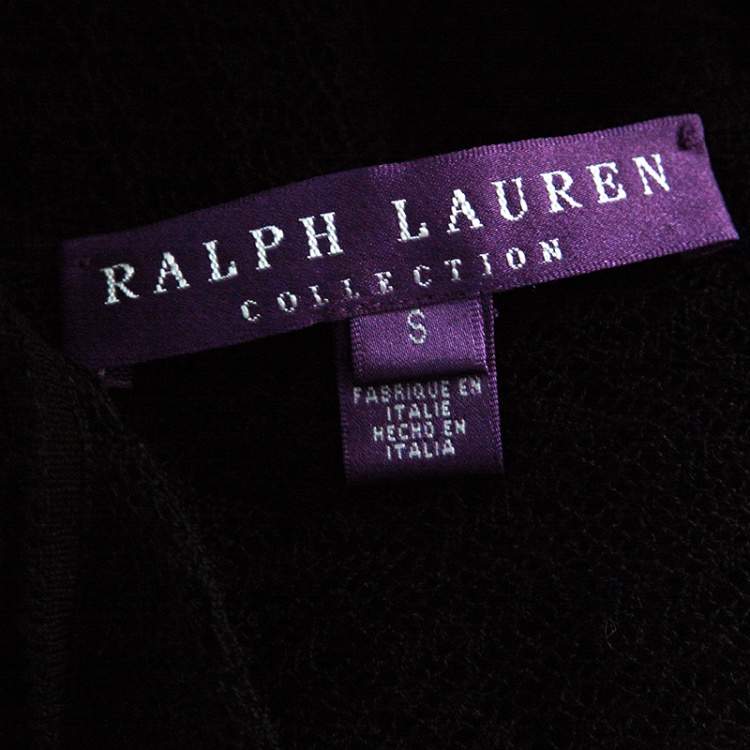 RALPH LAUREN
COLLECTION
S
FABRIQUE EN
ITALIE
HECHO EN
ITALIA